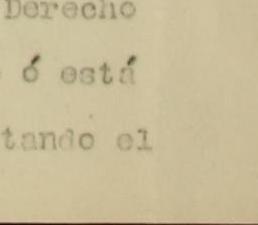 Derecho
ó está
tando el